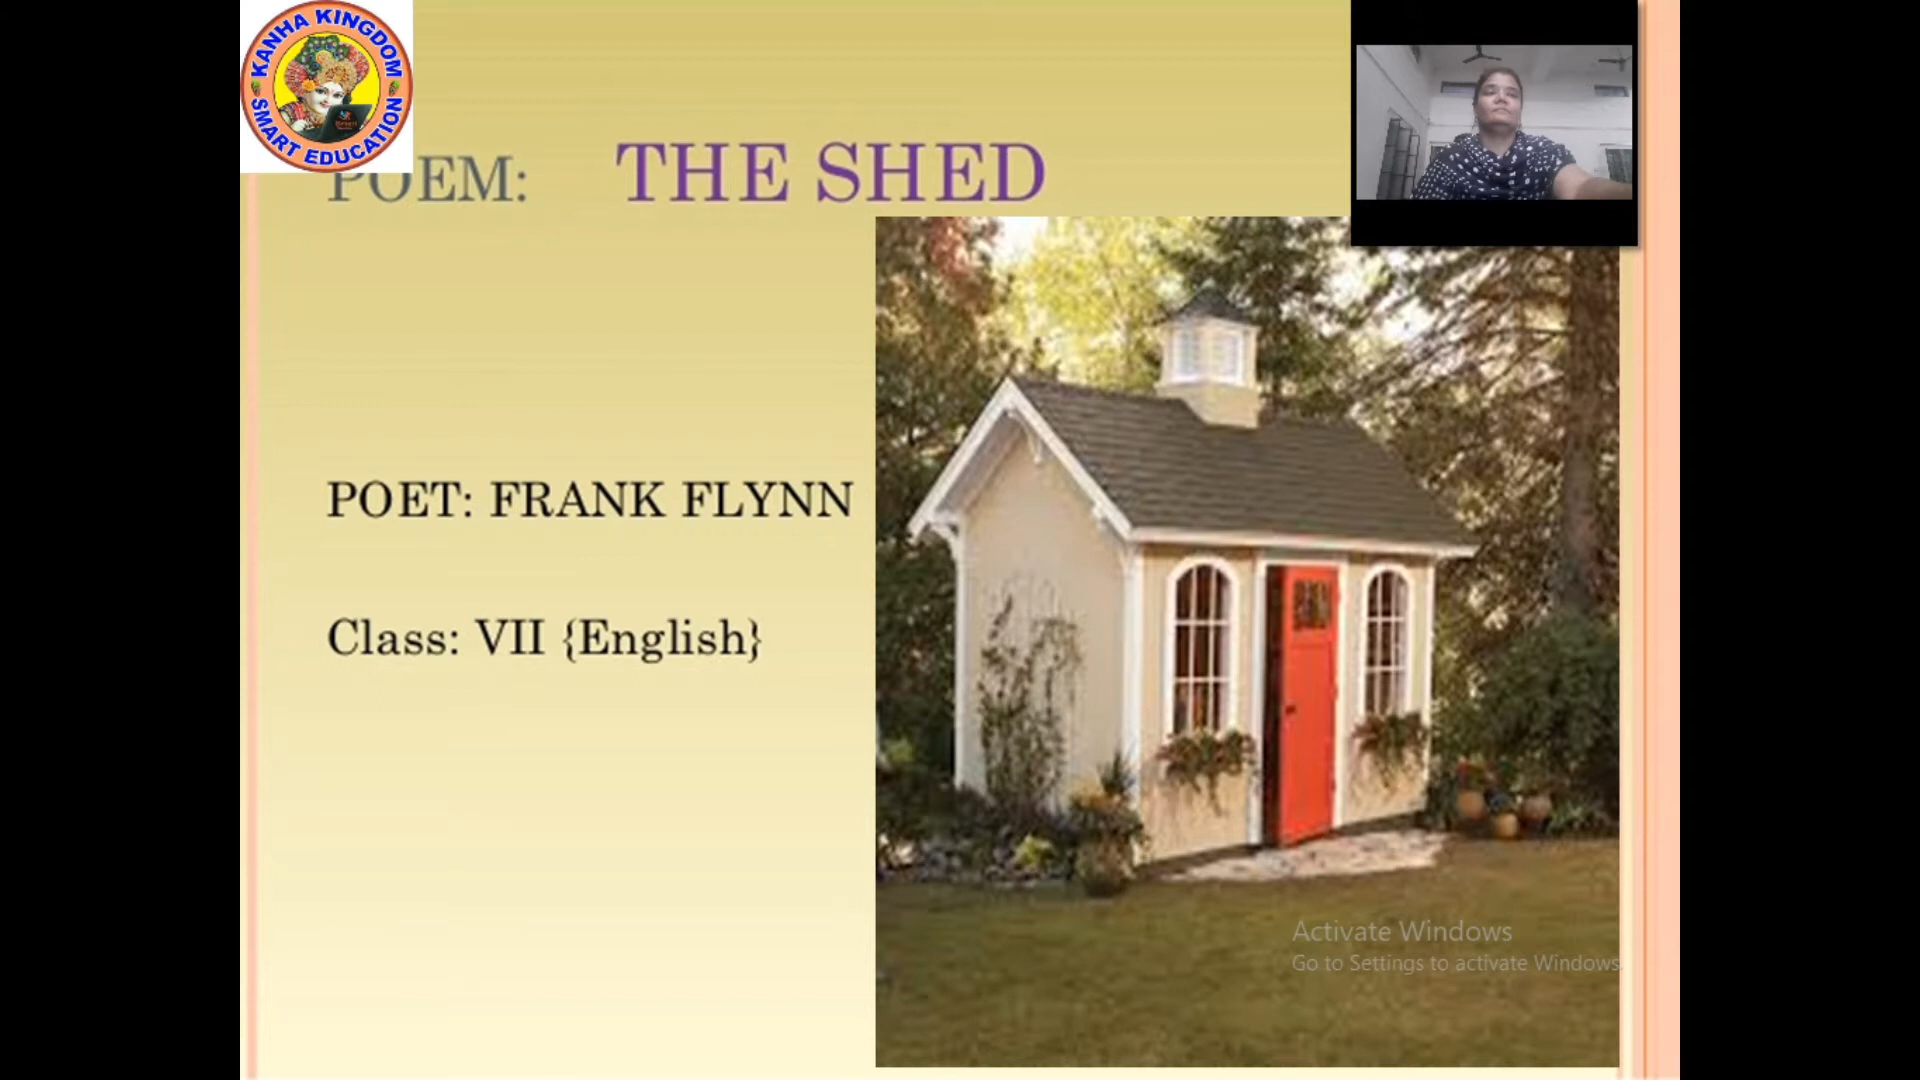 KANHA KINGDOM
SMART EDUCATION
POEM: THE SHED
POET: FRANK FLYNN
Class: VII {English}
Activate Windows
Go to Settings to activate Windows